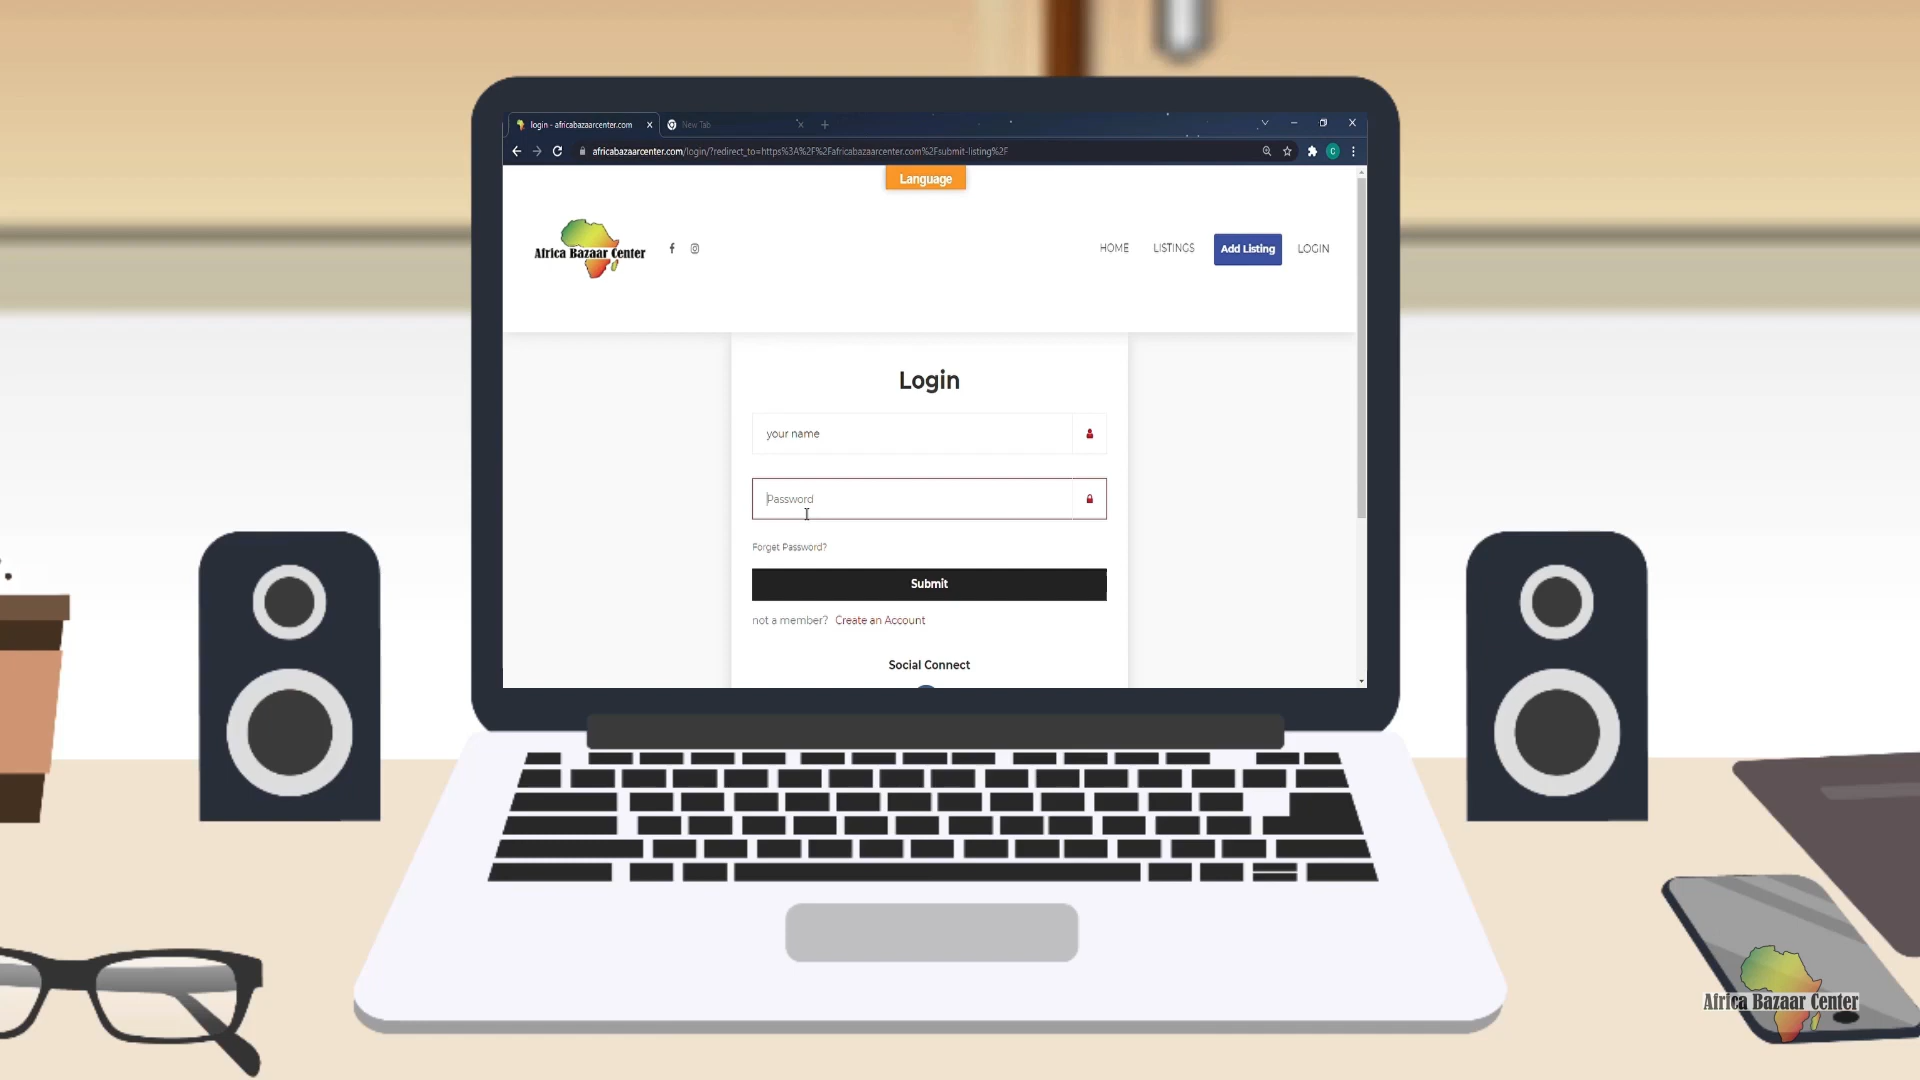 login - africabazaarcenter.com
New Tab
africabazaarcenter.com/login/?redirect_to=https%3A%2F%2Fafricabazaarcenter.com%2Fsubmit-listing%2F
C
Language
Africa Bazaar Center
HOME
LISTINGS
Add Listing
LOGIN
Login
your name
Password
Forget Password?
Submit
not a member? Create an Account
Social Connect
Africa Bazaar Center